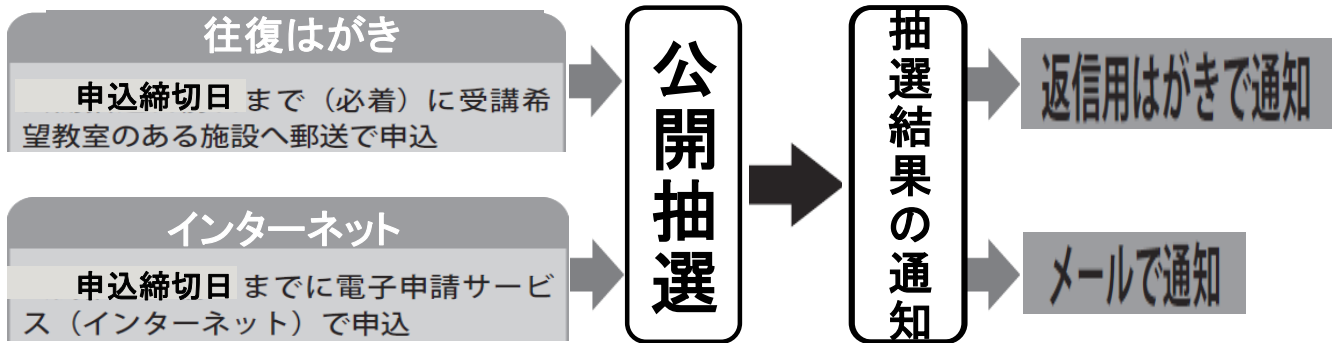 往復はがき
申込締切日まで（必着）に受講希
望教室のある施設へ郵送で申込
インターネット
申込締切日までに電子申請サービ
ス（インターネット）で申込
公開抽選
抽選結果の通知
返信用はがきで通知
メールで通知